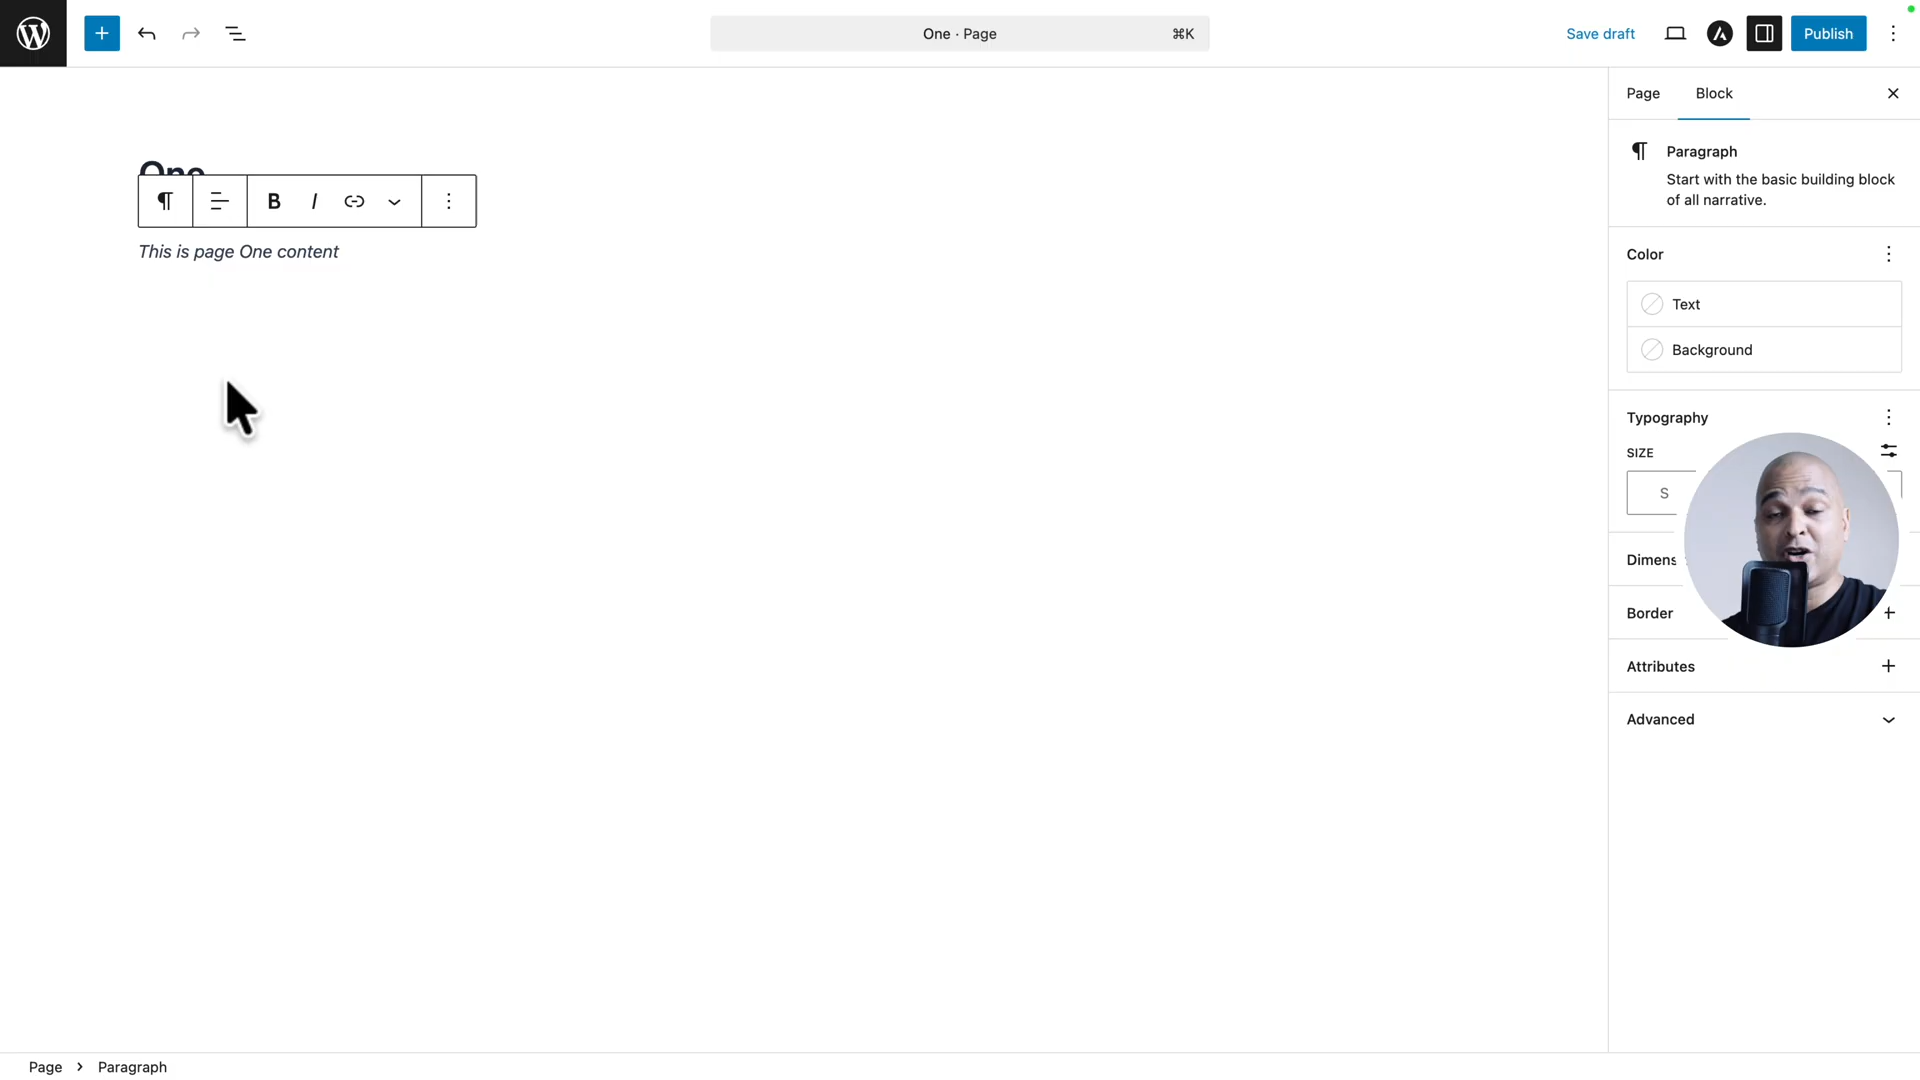 One · Page
⌘K
Save draft
Publish
Page
Block
One
B
I
This is page One content
Paragraph
Start with the basic building block
of all narrative.
Color
Text
Background
Typography
SIZE
S
Border
Attributes
Advanced
Page
Paragraph